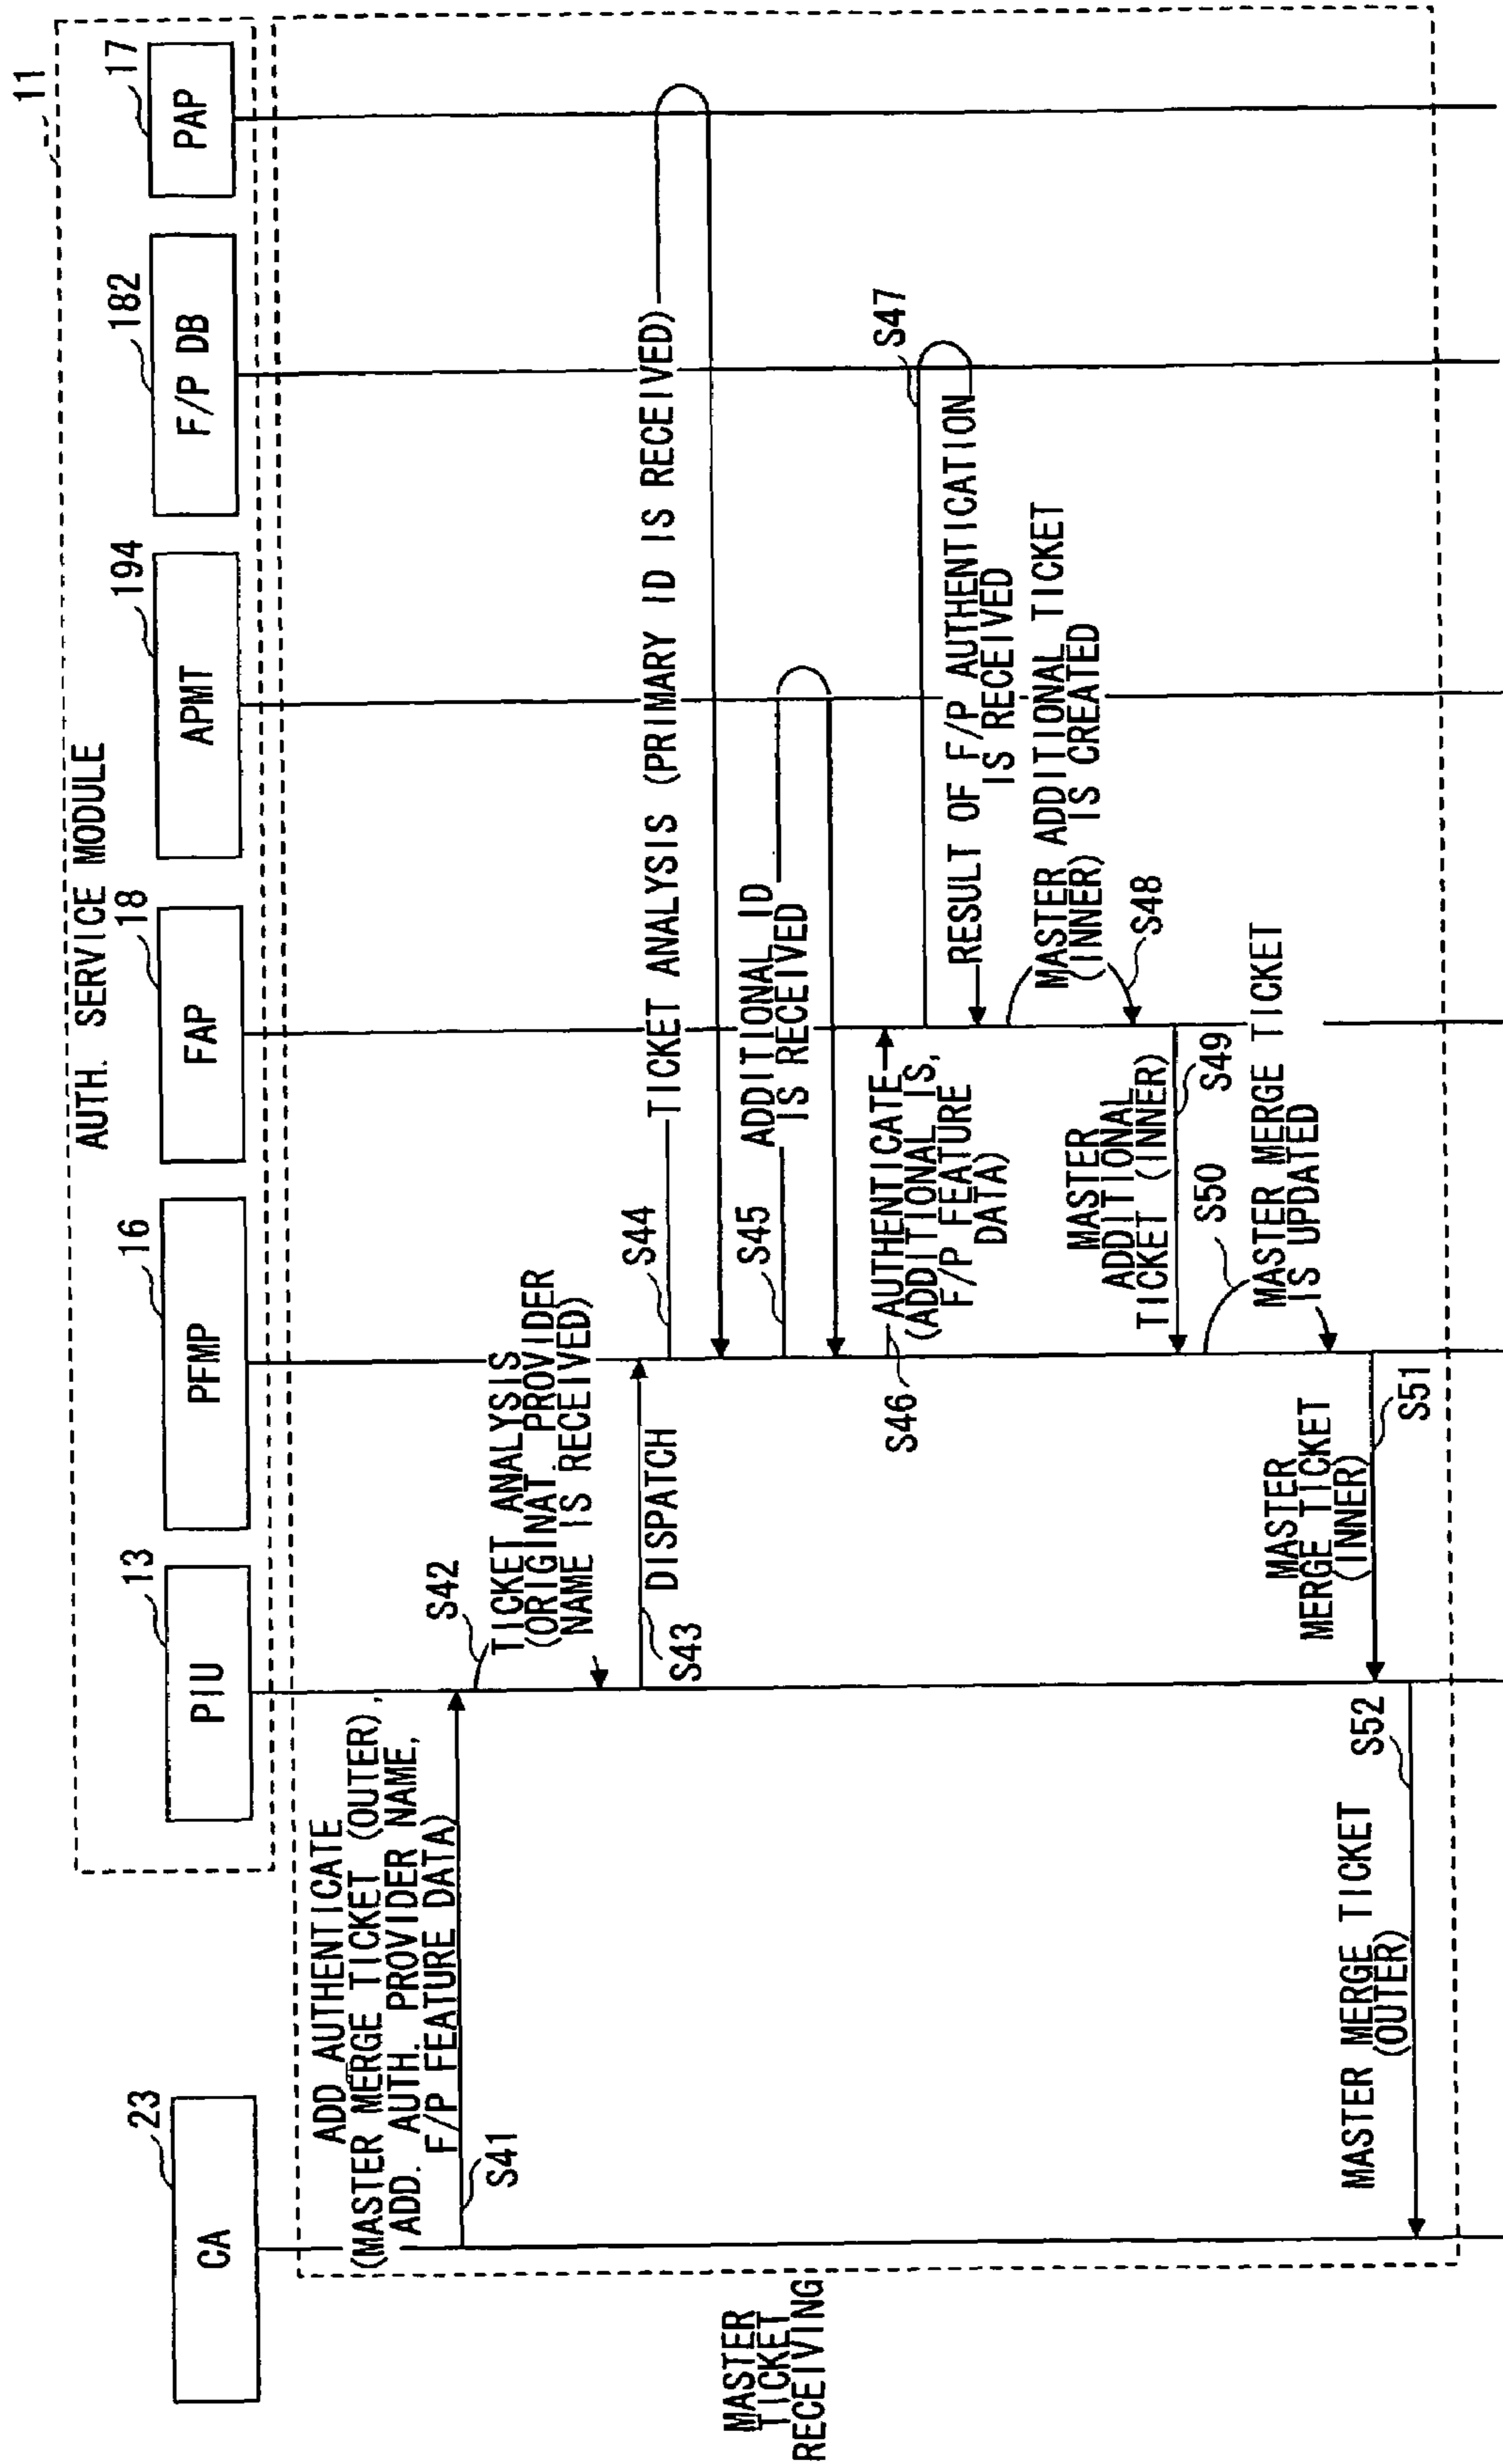 11
AUTH. SERVICE MODULE
23
CA
13
PIU
16
PFMP
18
FAP
194
APMT
182
F/P DB
17
PAP
MASTER
TICKET
RECEIVING
ADD AUTHENTICATE
(MASTER MERGE TICKET (OUTER),
ADD. AUTH. PROVIDER NAME,
F/P FEATURE DATA)
S41
S42
TICKET ANALYSIS
(ORIGINAT. PROVIDER
NAME IS RECEIVED)
S43
DISPATCH
S44
TICKET ANALYSIS (PRIMARY ID IS RECEIVED)
S45
ADDITIONAL ID
IS RECEIVED
S46
AUTHENTICATE
(ADDITIONAL IS,
F/P FEATURE
DATA)
S47
RESULT OF F/P AUTHENTICATION
IS RECEIVED
MASTER ADDITIONAL TICKET
(INNER) IS CREATED
S48
MASTER
ADDITIONAL
TICKET (INNER)
S49
S50
MASTER MERGE TICKET
IS UPDATED
MASTER
MERGE TICKET
(INNER)
S51
S52
MASTER MERGE TICKET
(OUTER)